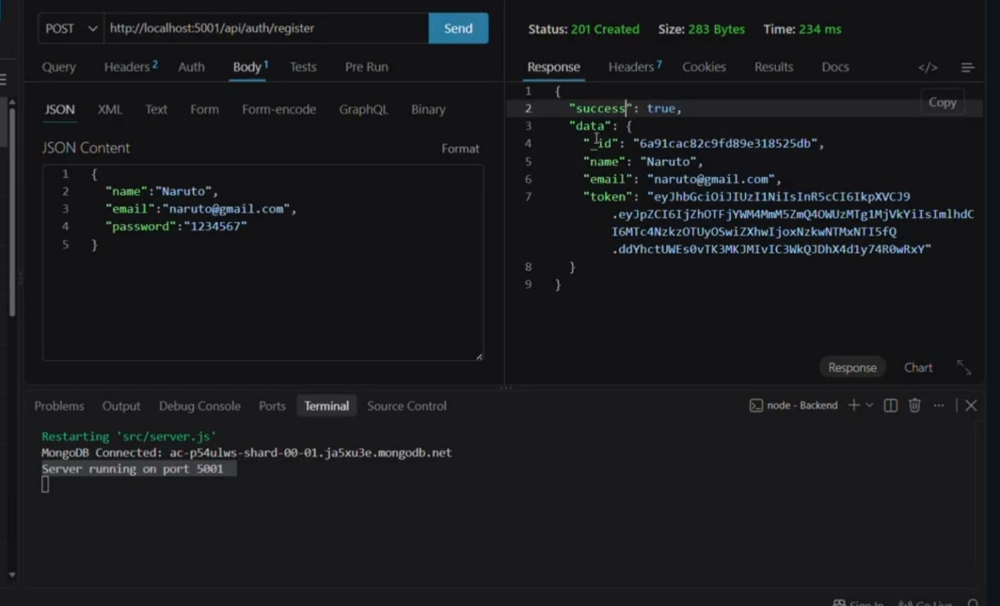 POST http://localhost:5001/api/auth/register Send
Query Headers 2 Auth Body 1 Tests Pre Run
JSON XML Text Form Form-encode GraphQL Binary
JSON Content Format
1 {
2 "name":"Naruto",
3 "email":"naruto@gmail.com",
4 "password":"1234567"
5 }
Status: 201 Created Size: 283 Bytes Time: 234 ms
Response Headers 7 Cookies Results Docs </>
Copy
1 {
2 "success": true,
3 "data": {
4 "_id": "6a91cac82c9fd89e318525db",
5 "name": "Naruto",
6 "email": "naruto@gmail.com",
7 "token": "eyJhbGciOiJIUzI1NiIsInR5cCI6IkpXVCJ9
.eyJpZCI6IjZhOTFjYWM4MmM5ZmQ4OWUzMTg1MjVkYiIsImlhdC
I6MTc4NzkzOTUyOSwiZXhwIjoxNzkwNTMxNTI5fQ
.ddYhctUWEs0vTK3MKJMIvIC3WkQJDhX4d1y74R0wRxY"
8 }
9 }
Response Chart
Problems Output Debug Console Ports Terminal Source Control
node - Backend
Restarting 'src/server.js'
MongoDB Connected: ac-p54ulws-shard-00-01.ja5xu3e.mongodb.net
Server running on port 5001
Sign In Go Live